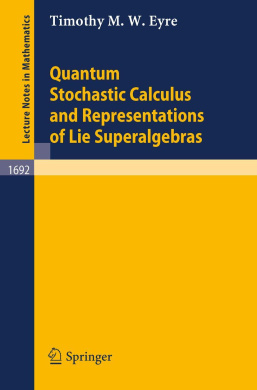 Timothy M. W. Eyre
Lecture Notes in Mathematics
Quantum
Stochastic Calculus
and Representations
of Lie Superalgebras
1692
Springer